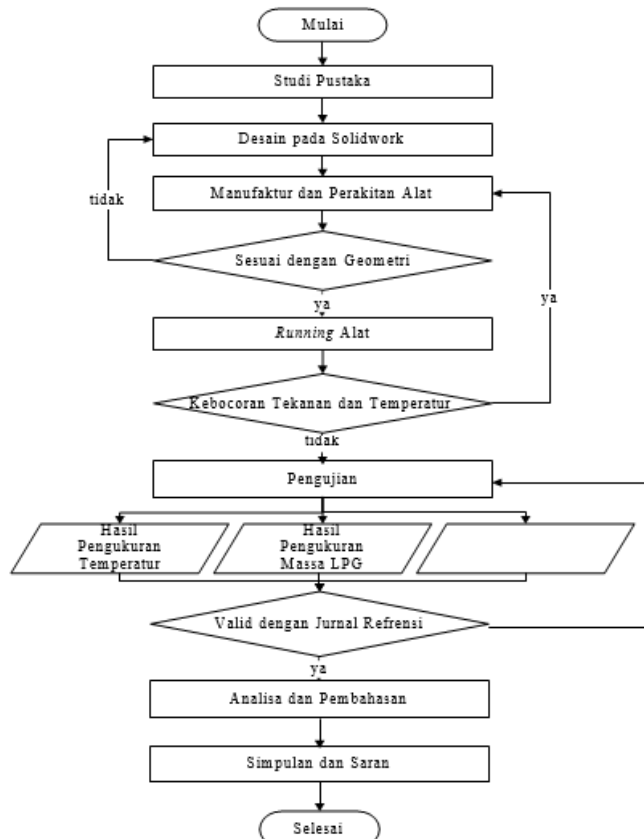 Mulai
Studi Pustaka
Desain pada Solidwork
Manufaktur dan Perakitan Alat
tidak
Sesuai dengan Geometri
ya
ya
Running Alat
Kebocoran Tekanan dan Temperatur
tidak
Pengujian
Hasil
Pengukuran
Temperatur
Hasil
Pengukuran
Massa LPG
Valid dengan Jurnal Refrensi
ya
Analisa dan Pembahasan
Simpulan dan Saran
Selesai